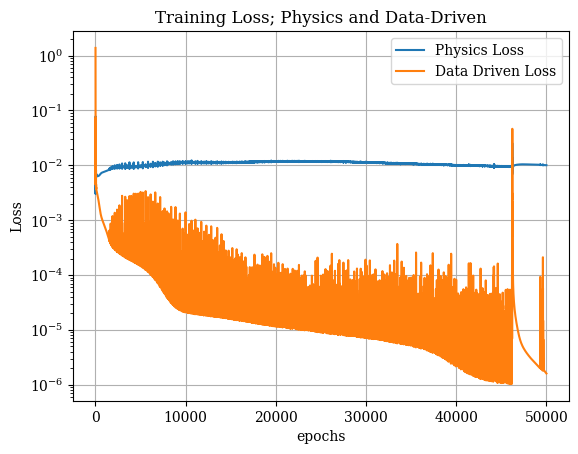 Training Loss; Physics and Data-Driven
Physics Loss
Data Driven Loss
Loss
10⁰
10⁻¹
10⁻²
10⁻³
10⁻⁴
10⁻⁵
10⁻⁶
0 10000 20000 30000 40000 50000
epochs